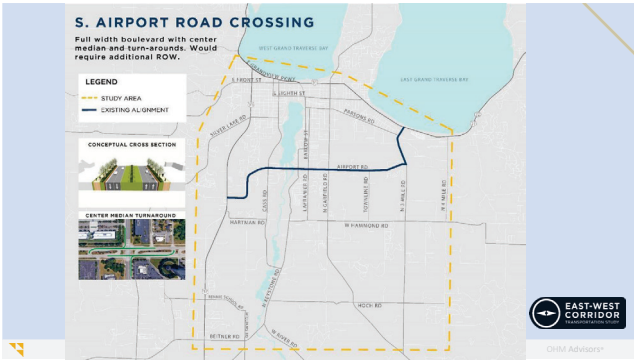 S. AIRPORT ROAD CROSSING
Full width boulevard with center
median and turn-arounds. Would
require additional ROW.
LEGEND
STUDY AREA
EXISTING ALIGNMENT
CONCEPTUAL CROSS SECTION
CENTER MEDIAN TURNAROUND
WEST GRAND TRAVERSE BAY
EAST GRAND TRAVERSE BAY
E GRANDVIEW PKWY
E FRONT ST
E EIGHTH ST
PARSONS RD
SILVER LAKE RD
BARLOW ST
AIRPORT RD
CASS RD
LAFRANIER RD
N GARFIELD RD
TOWNLINE RD
N 3 MILE RD
N 4 MILE RD
HARTMAN RD
W HAMMOND RD
N KEYSTONE RD
HOCH RD
BEITNER RD
W RIVER RD
EAST-WEST
CORRIDOR
TRANSPORTATION STUDY
OHM Advisors®